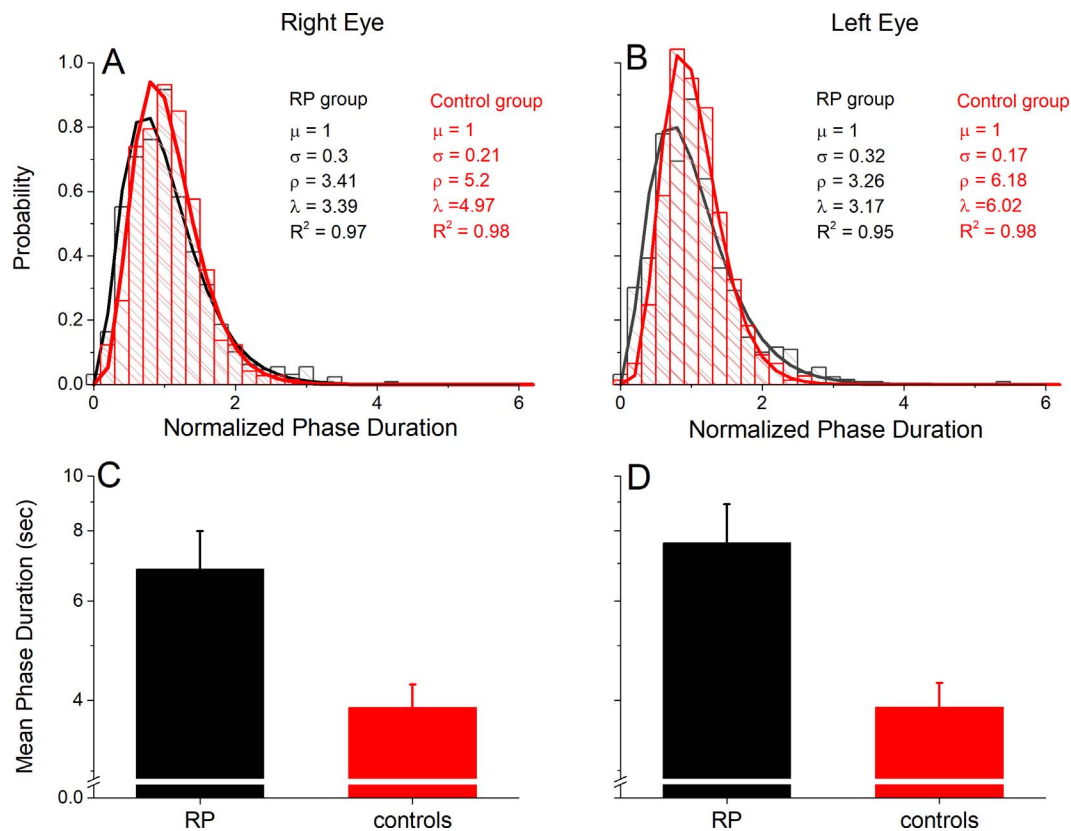 Right Eye
Left Eye
A
B
1.0
0.8
0.6
0.4
0.2
0.0
Probability
RP group
μ = 1
σ = 0.3
ρ = 3.41
λ = 3.39
R² = 0.97
Control group
μ = 1
σ = 0.21
ρ = 5.2
λ =4.97
R² = 0.98
0
2
4
6
Normalized Phase Duration
RP group
μ = 1
σ = 0.32
ρ = 3.26
λ = 3.17
R² = 0.95
Control group
μ = 1
σ = 0.17
ρ = 6.18
λ =6.02
R² = 0.98
0
2
4
6
Normalized Phase Duration
C
D
10
8
6
4
0.0
Mean Phase Duration (sec)
RP
controls
RP
controls